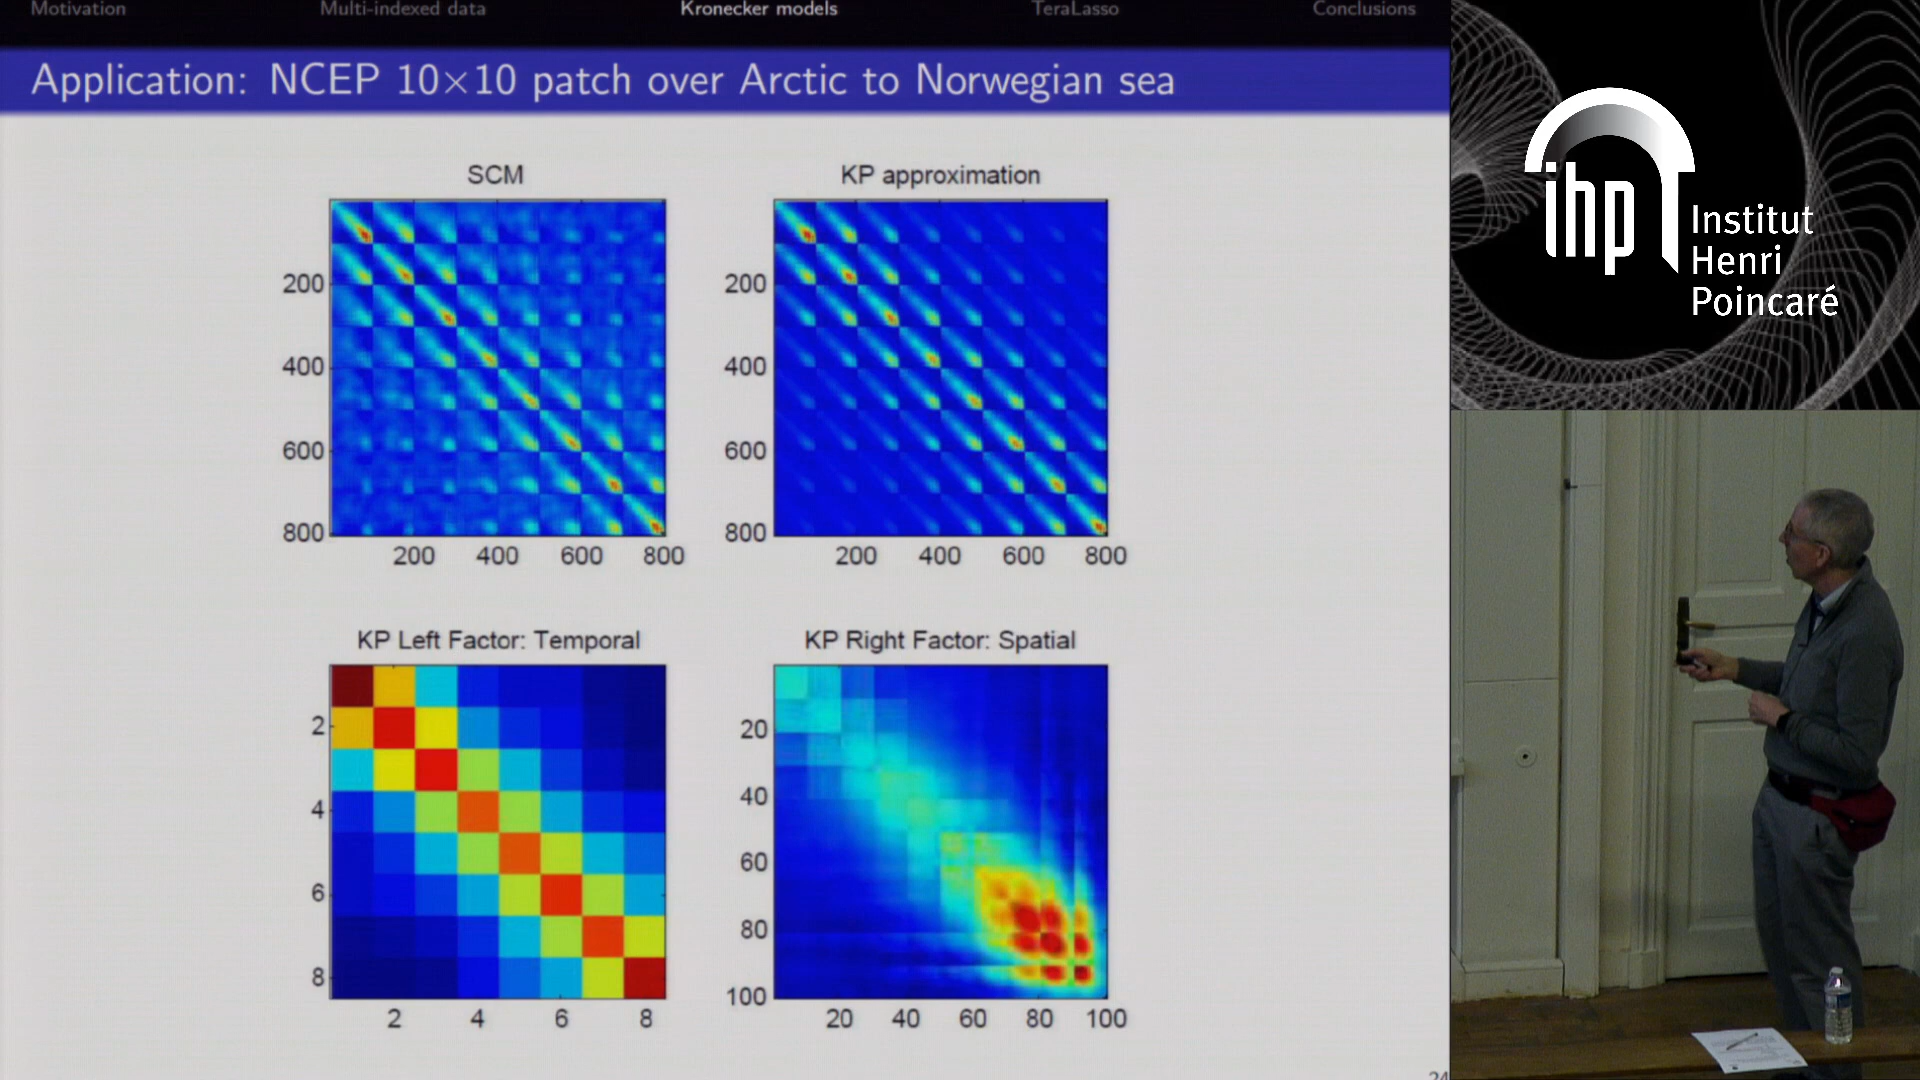 Motivation Multi-indexed data Kronecker models TeraLasso Conclusions
Application: NCEP 10×10 patch over Arctic to Norwegian sea
SCM
200
400
600
800
200 400 600 800
KP approximation
200
400
600
800
200 400 600 800
KP Left Factor: Temporal
2
4
6
8
2 4 6 8
KP Right Factor: Spatial
20
40
60
80
100
20 40 60 80 100
24
ihp
Institut
Henri
Poincaré